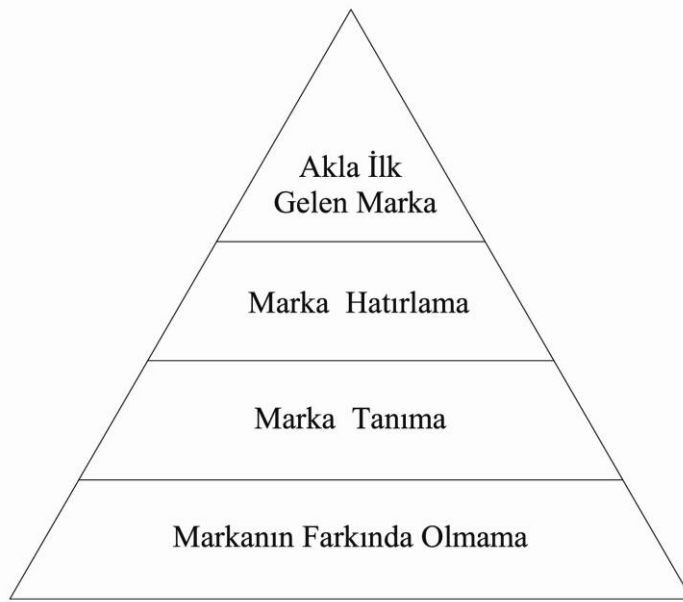 Akla İlk
Gelen Marka
Marka Hatırlama
Marka Tanıma
Markanın Farkında Olmama